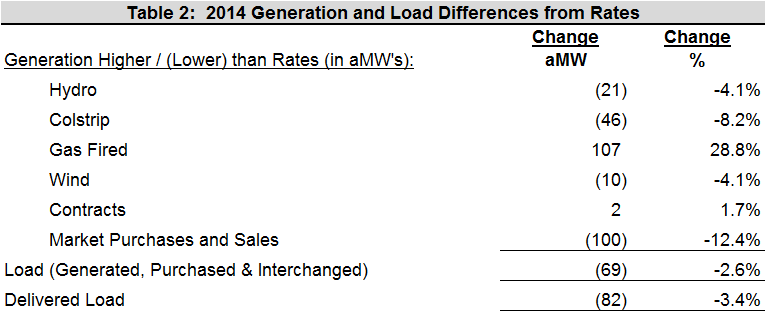 Table 2:  2014 Generation and Load Differences from Rates
Change Change
Generation Higher / (Lower) than Rates (in aMW's): aMW %
Hydro (21) -4.1%
Colstrip (46) -8.2%
Gas Fired 107 28.8%
Wind (10) -4.1%
Contracts 2 1.7%
Market Purchases and Sales (100) -12.4%
Load (Generated, Purchased & Interchanged) (69) -2.6%
Delivered Load (82) -3.4%